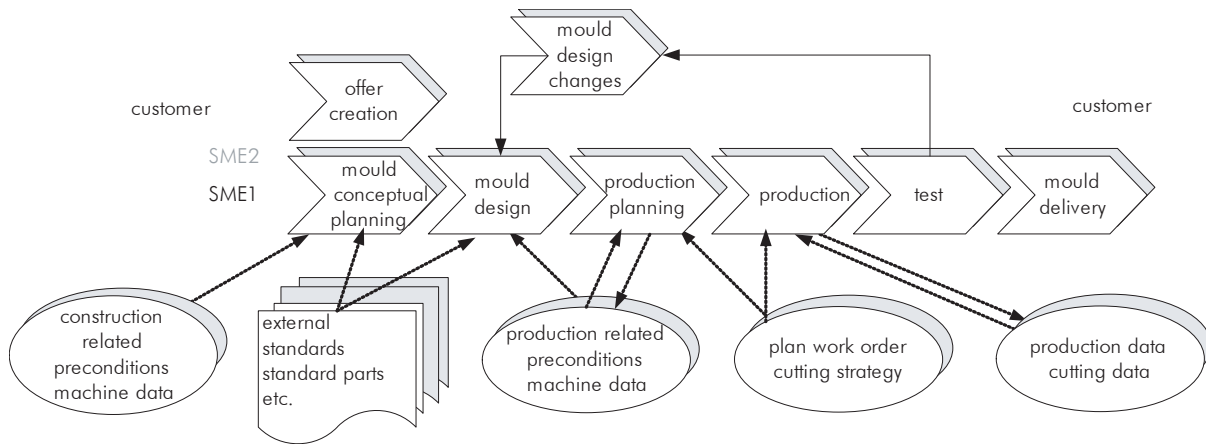 mould
design
changes
offer
creation
customer
customer
SME2
SME1
mould
conceptual
planning
mould
design
production
planning
production
test
mould
delivery
construction
related
preconditions
machine data
external
standards
standard parts
etc.
production related
preconditions
machine data
plan work order
cutting strategy
production data
cutting data